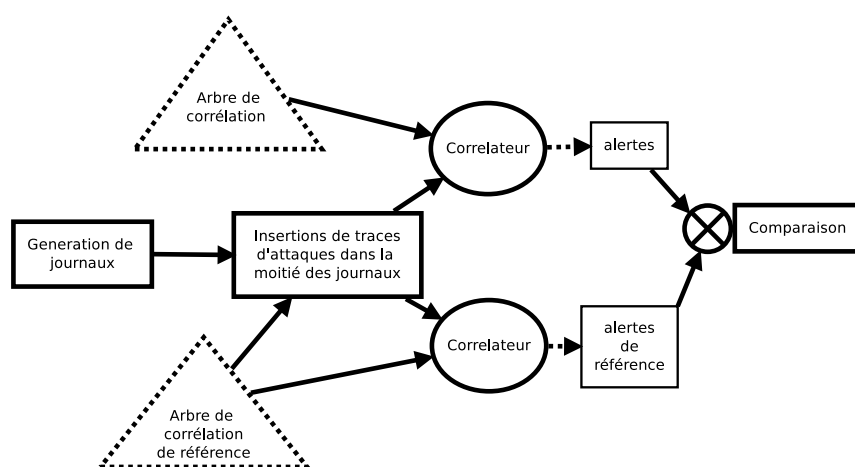 Arbre de
corrélation
Correlateur
alertes
Generation de
journaux
Insertions de traces
d'attaques dans la
moitié des journaux
Comparaison
Correlateur
alertes
de
référence
Arbre de
corrélation
de référence